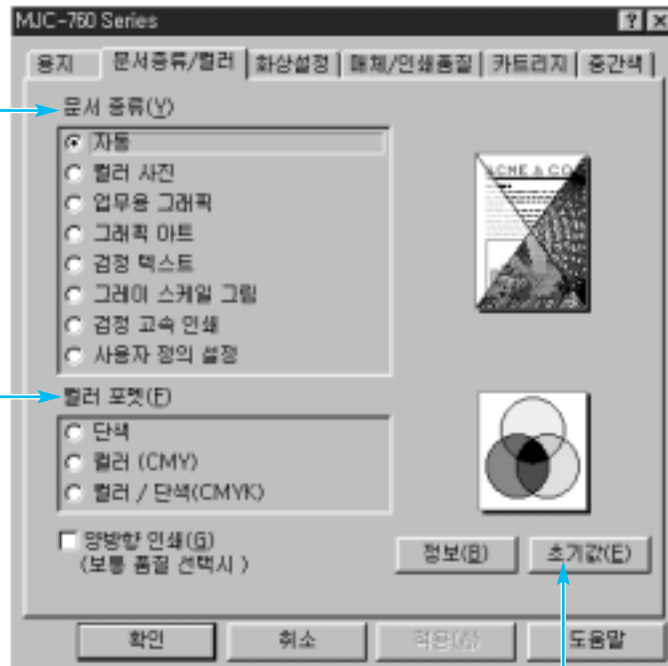 MJC-760 Series
용지 문서종류/컬러 화상설정 매체/인쇄품질 카트리지 중간색
문서 종류(Y)
자동
컬러 사진
업무용 그래픽
그래픽 아트
검정 텍스트
그레이 스케일 그림
검정 고속 인쇄
사용자 정의 설정
ACME & CO
컬러 포멧(F)
단색
컬러 (CMY)
컬러 / 단색(CMYK)
양방향 인쇄(G)
(보통 품질 선택시 )
정보(B) 초기값(E)
확인 취소 적용(A) 도움말